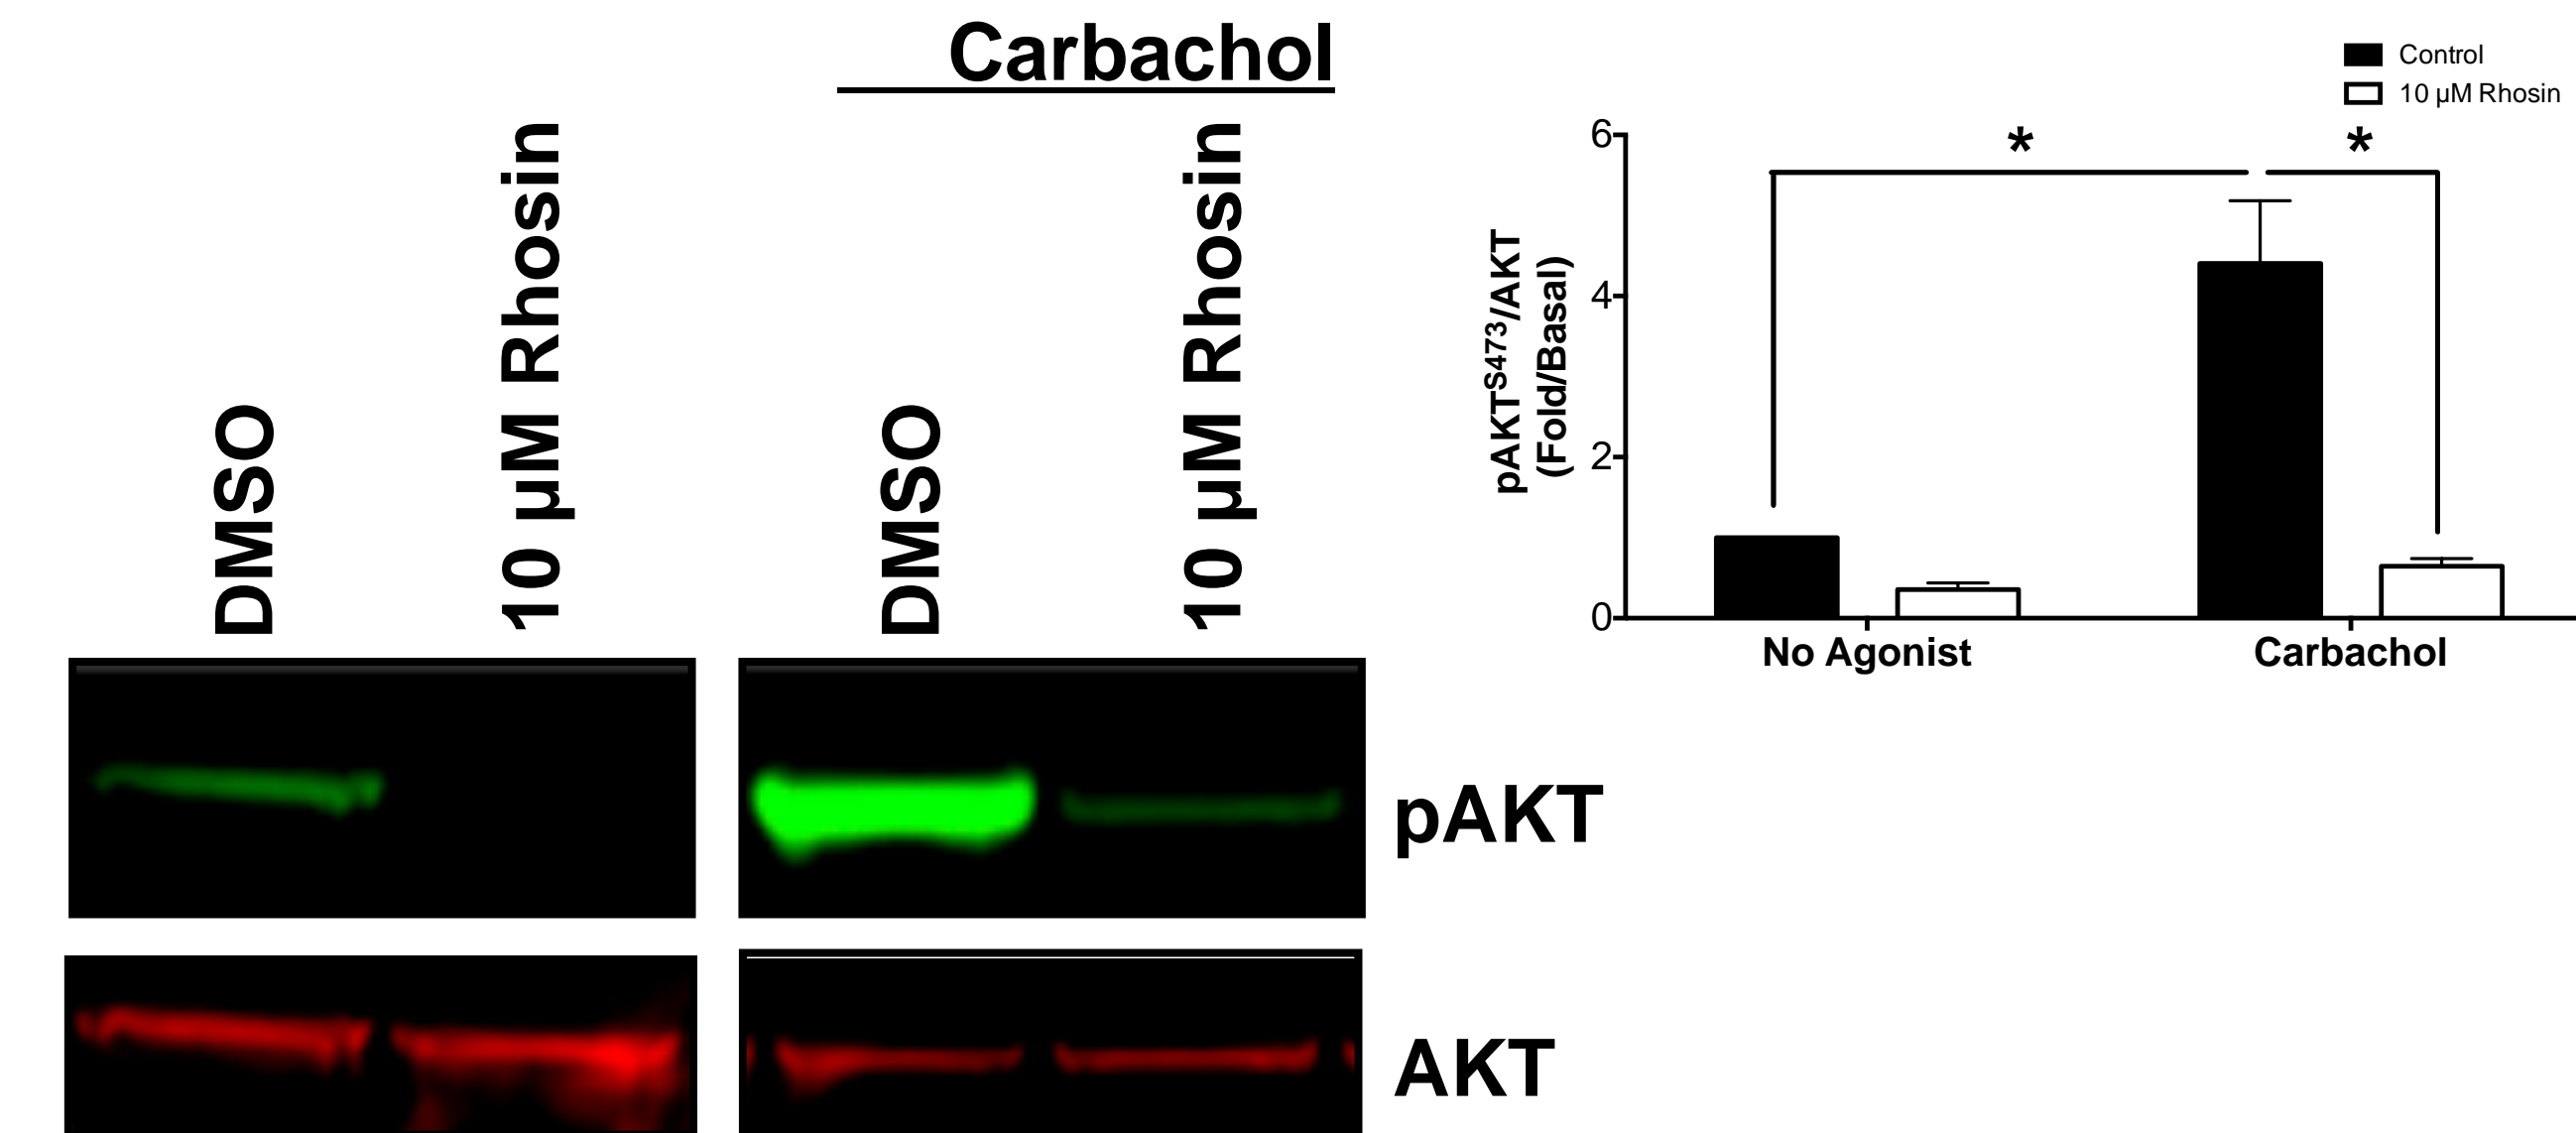 Carbachol
DMSO
10 µM Rhosin
DMSO
10 µM Rhosin
pAKT
AKT
Control
10 µM Rhosin
pAKTS473/AKT
(Fold/Basal)
6
4
2
0
*
*
No Agonist
Carbachol